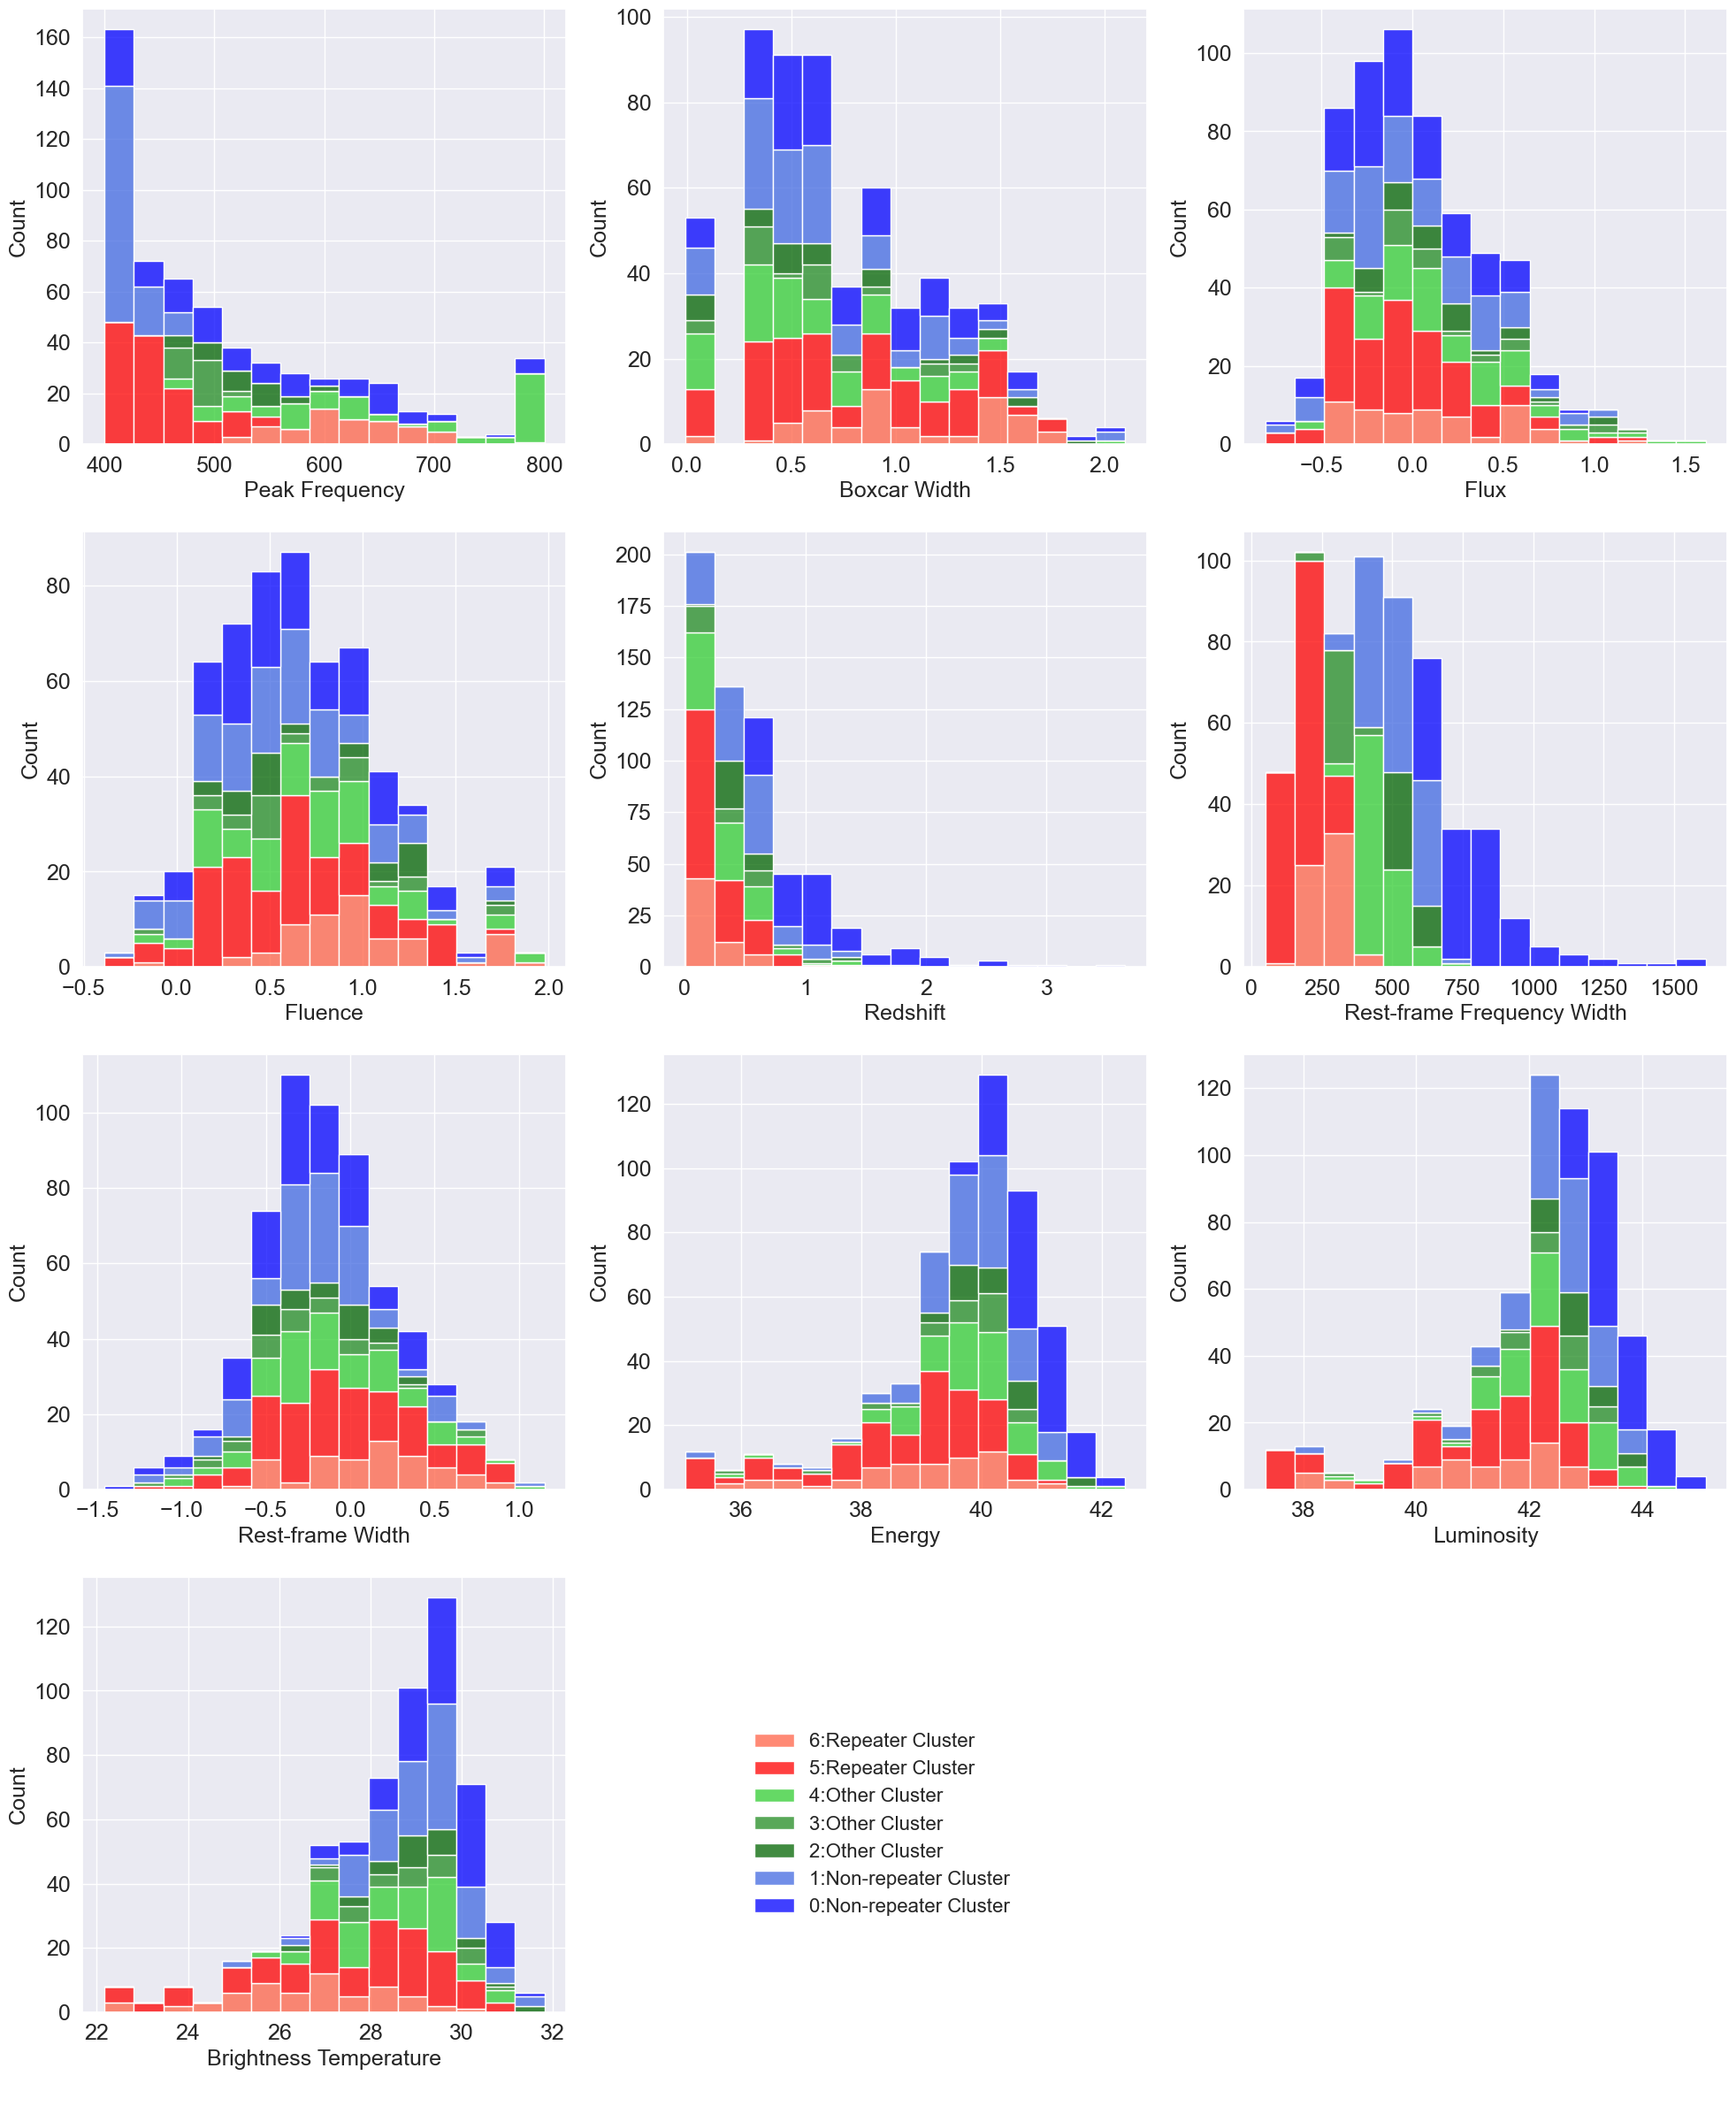 160
140
120
100
80
60
40
20
0
Count
400 500 600 700 800
Peak Frequency
100
80
60
40
20
0
Count
0.0 0.5 1.0 1.5 2.0
Boxcar Width
100
80
60
40
20
0
Count
−0.5 0.0 0.5 1.0 1.5
Flux
80
60
40
20
0
Count
−0.5 0.0 0.5 1.0 1.5 2.0
Fluence
200
175
150
125
100
75
50
25
0
Count
0 1 2 3
Redshift
100
80
60
40
20
0
Count
0 250 500 750 1000 1250 1500
Rest-frame Frequency Width
100
80
60
40
20
0
Count
−1.5 −1.0 −0.5 0.0 0.5 1.0
Rest-frame Width
120
100
80
60
40
20
0
Count
36 38 40 42
Energy
120
100
80
60
40
20
0
Count
38 40 42 44
Luminosity
120
100
80
60
40
20
0
Count
22 24 26 28 30 32
Brightness Temperature
6:Repeater Cluster
5:Repeater Cluster
4:Other Cluster
3:Other Cluster
2:Other Cluster
1:Non-repeater Cluster
0:Non-repeater Cluster